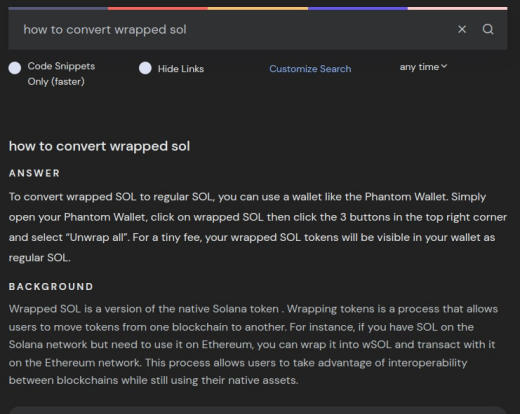 how to convert wrapped sol
Code Snippets
Only (faster)
Hide Links
Customize Search
any time
how to convert wrapped sol
ANSWER
To convert wrapped SOL to regular SOL, you can use a wallet like the Phantom Wallet. Simply
open your Phantom Wallet, click on wrapped SOL then click the 3 buttons in the top right corner
and select “Unwrap all”. For a tiny fee, your wrapped SOL tokens will be visible in your wallet as
regular SOL.
BACKGROUND
Wrapped SOL is a version of the native Solana token . Wrapping tokens is a process that allows
users to move tokens from one blockchain to another. For instance, if you have SOL on the
Solana network but need to use it on Ethereum, you can wrap it into wSOL and transact with it
on the Ethereum network. This process allows users to take advantage of interoperability
between blockchains while still using their native assets.